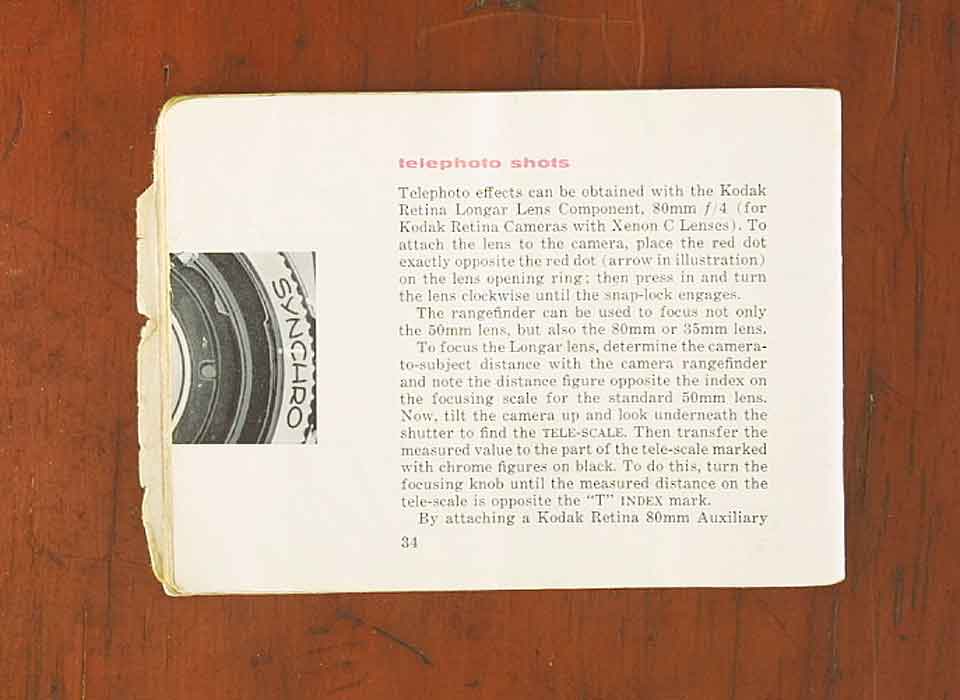 telephoto shots
Telephoto effects can be obtained with the Kodak
Retina Longar Lens Component, 80mm f/4 (for
Kodak Retina Cameras with Xenon C Lenses). To
attach the lens to the camera, place the red dot
exactly opposite the red dot (arrow in illustration)
on the lens opening ring; then press in and turn
the lens clockwise until the snap-lock engages.
The rangefinder can be used to focus not only
the 50mm lens, but also the 80mm or 35mm lens.
To focus the Longar lens, determine the camera-
to-subject distance with the camera rangefinder
and note the distance figure opposite the index on
the focusing scale for the standard 50mm lens.
Now, tilt the camera up and look underneath the
shutter to find the TELE-SCALE. Then transfer the
measured value to the part of the tele-scale marked
with chrome figures on black. To do this, turn the
focusing knob until the measured distance on the
tele-scale is opposite the “T” INDEX mark.
By attaching a Kodak Retina 80mm Auxiliary
34
SYNCHRO